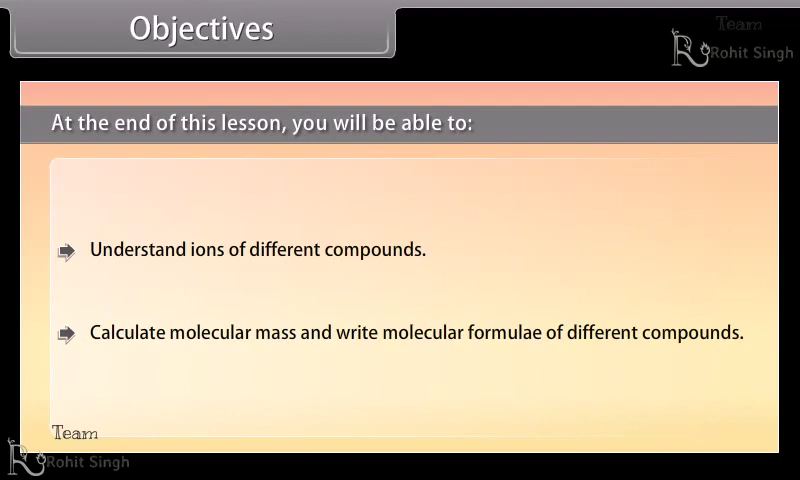 Objectives
Team
Rohit Singh
At the end of this lesson, you will be able to:
Understand ions of different compounds.
Calculate molecular mass and write molecular formulae of different compounds.
Team
Rohit Singh